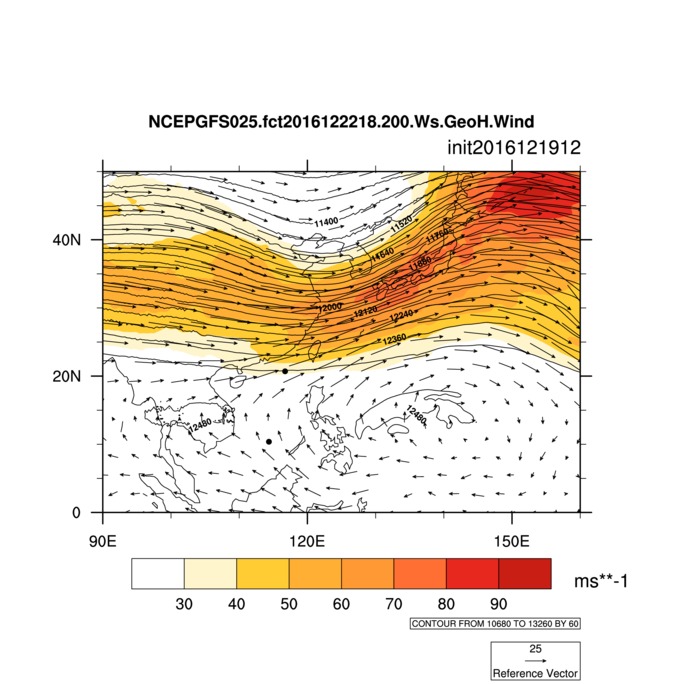 NCEPGFS025.fct2016122218.200.Ws.GeoH.Wind
init2016121912
11400
11520
11760
11640
11880
40N
12000
12120
12240
12360
20N
12480
12480
0
90E 120E 150E
30 40 50 60 70 80 90
ms**-1
CONTOUR FROM 10680 TO 13260 BY 60
25
Reference Vector